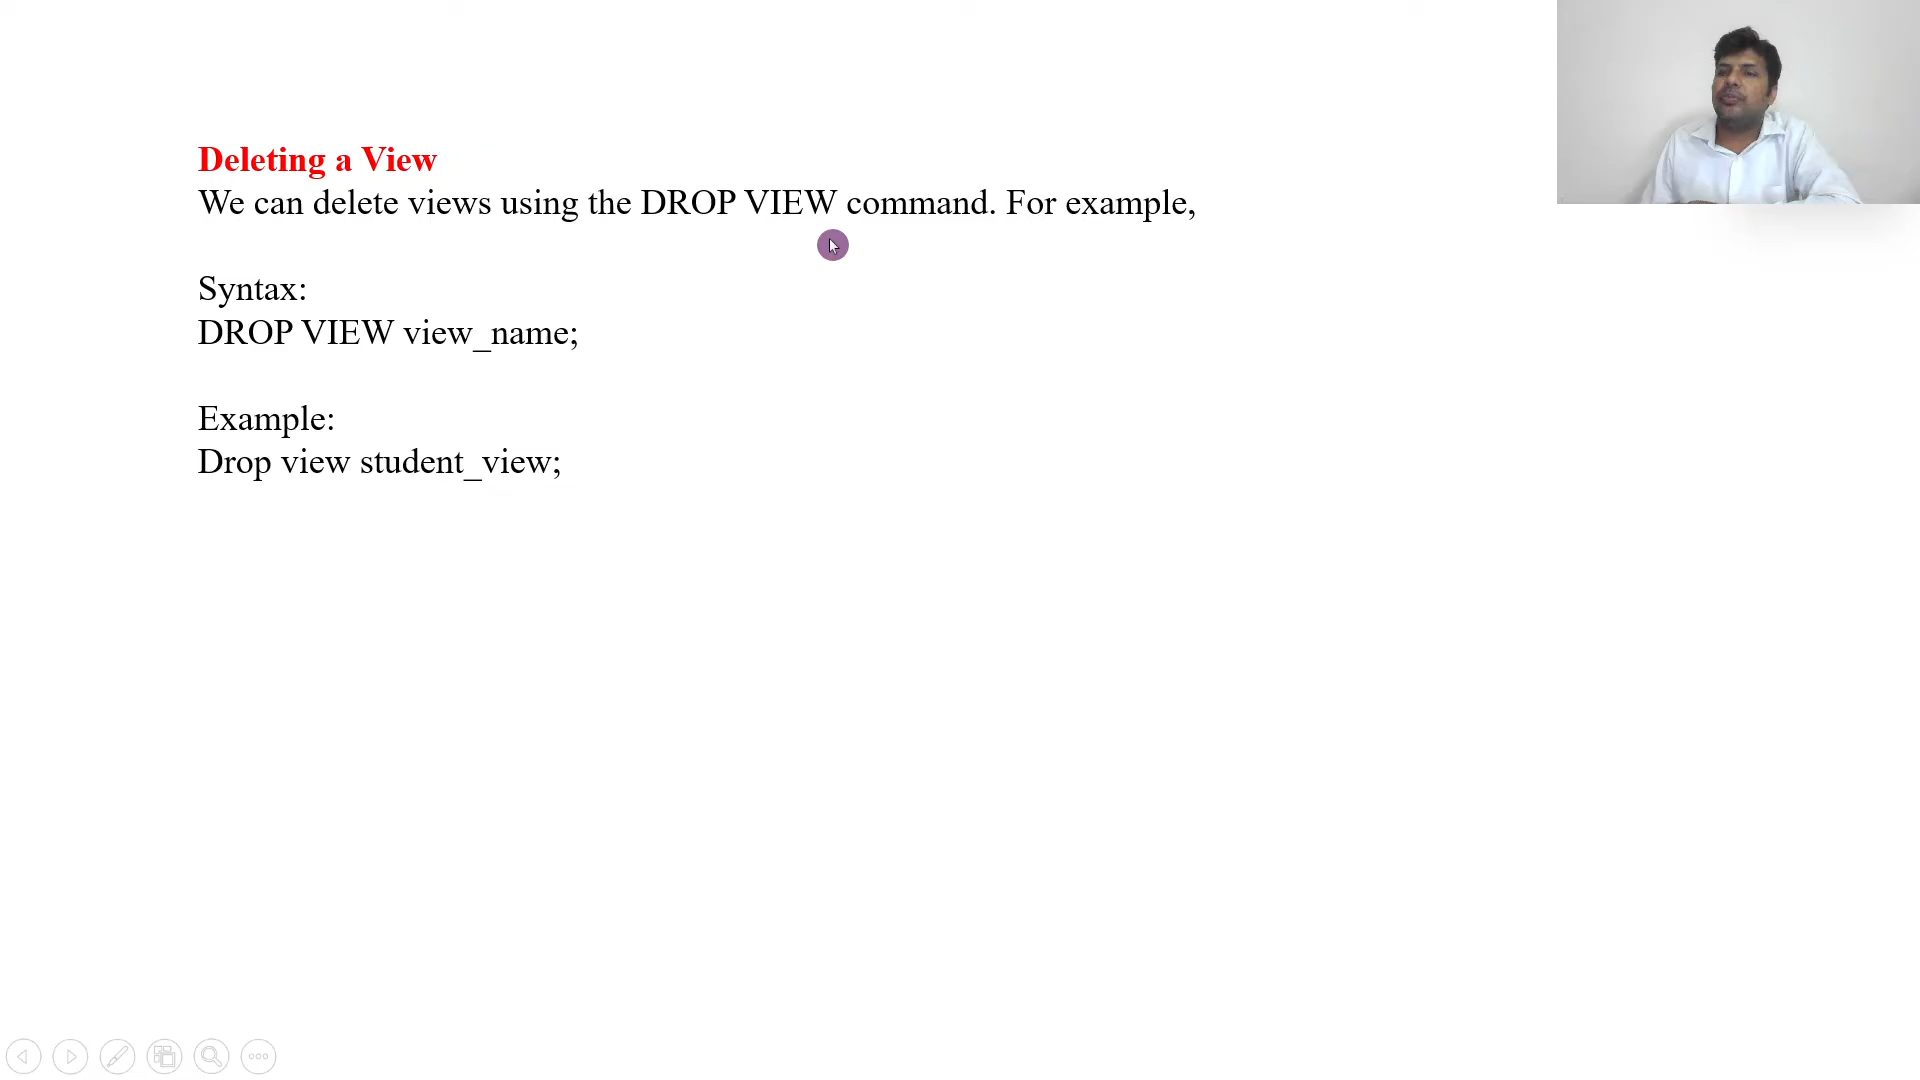 Deleting a View
We can delete views using the DROP VIEW command. For example,
Syntax:
DROP VIEW view_name;
Example:
Drop view student_view;